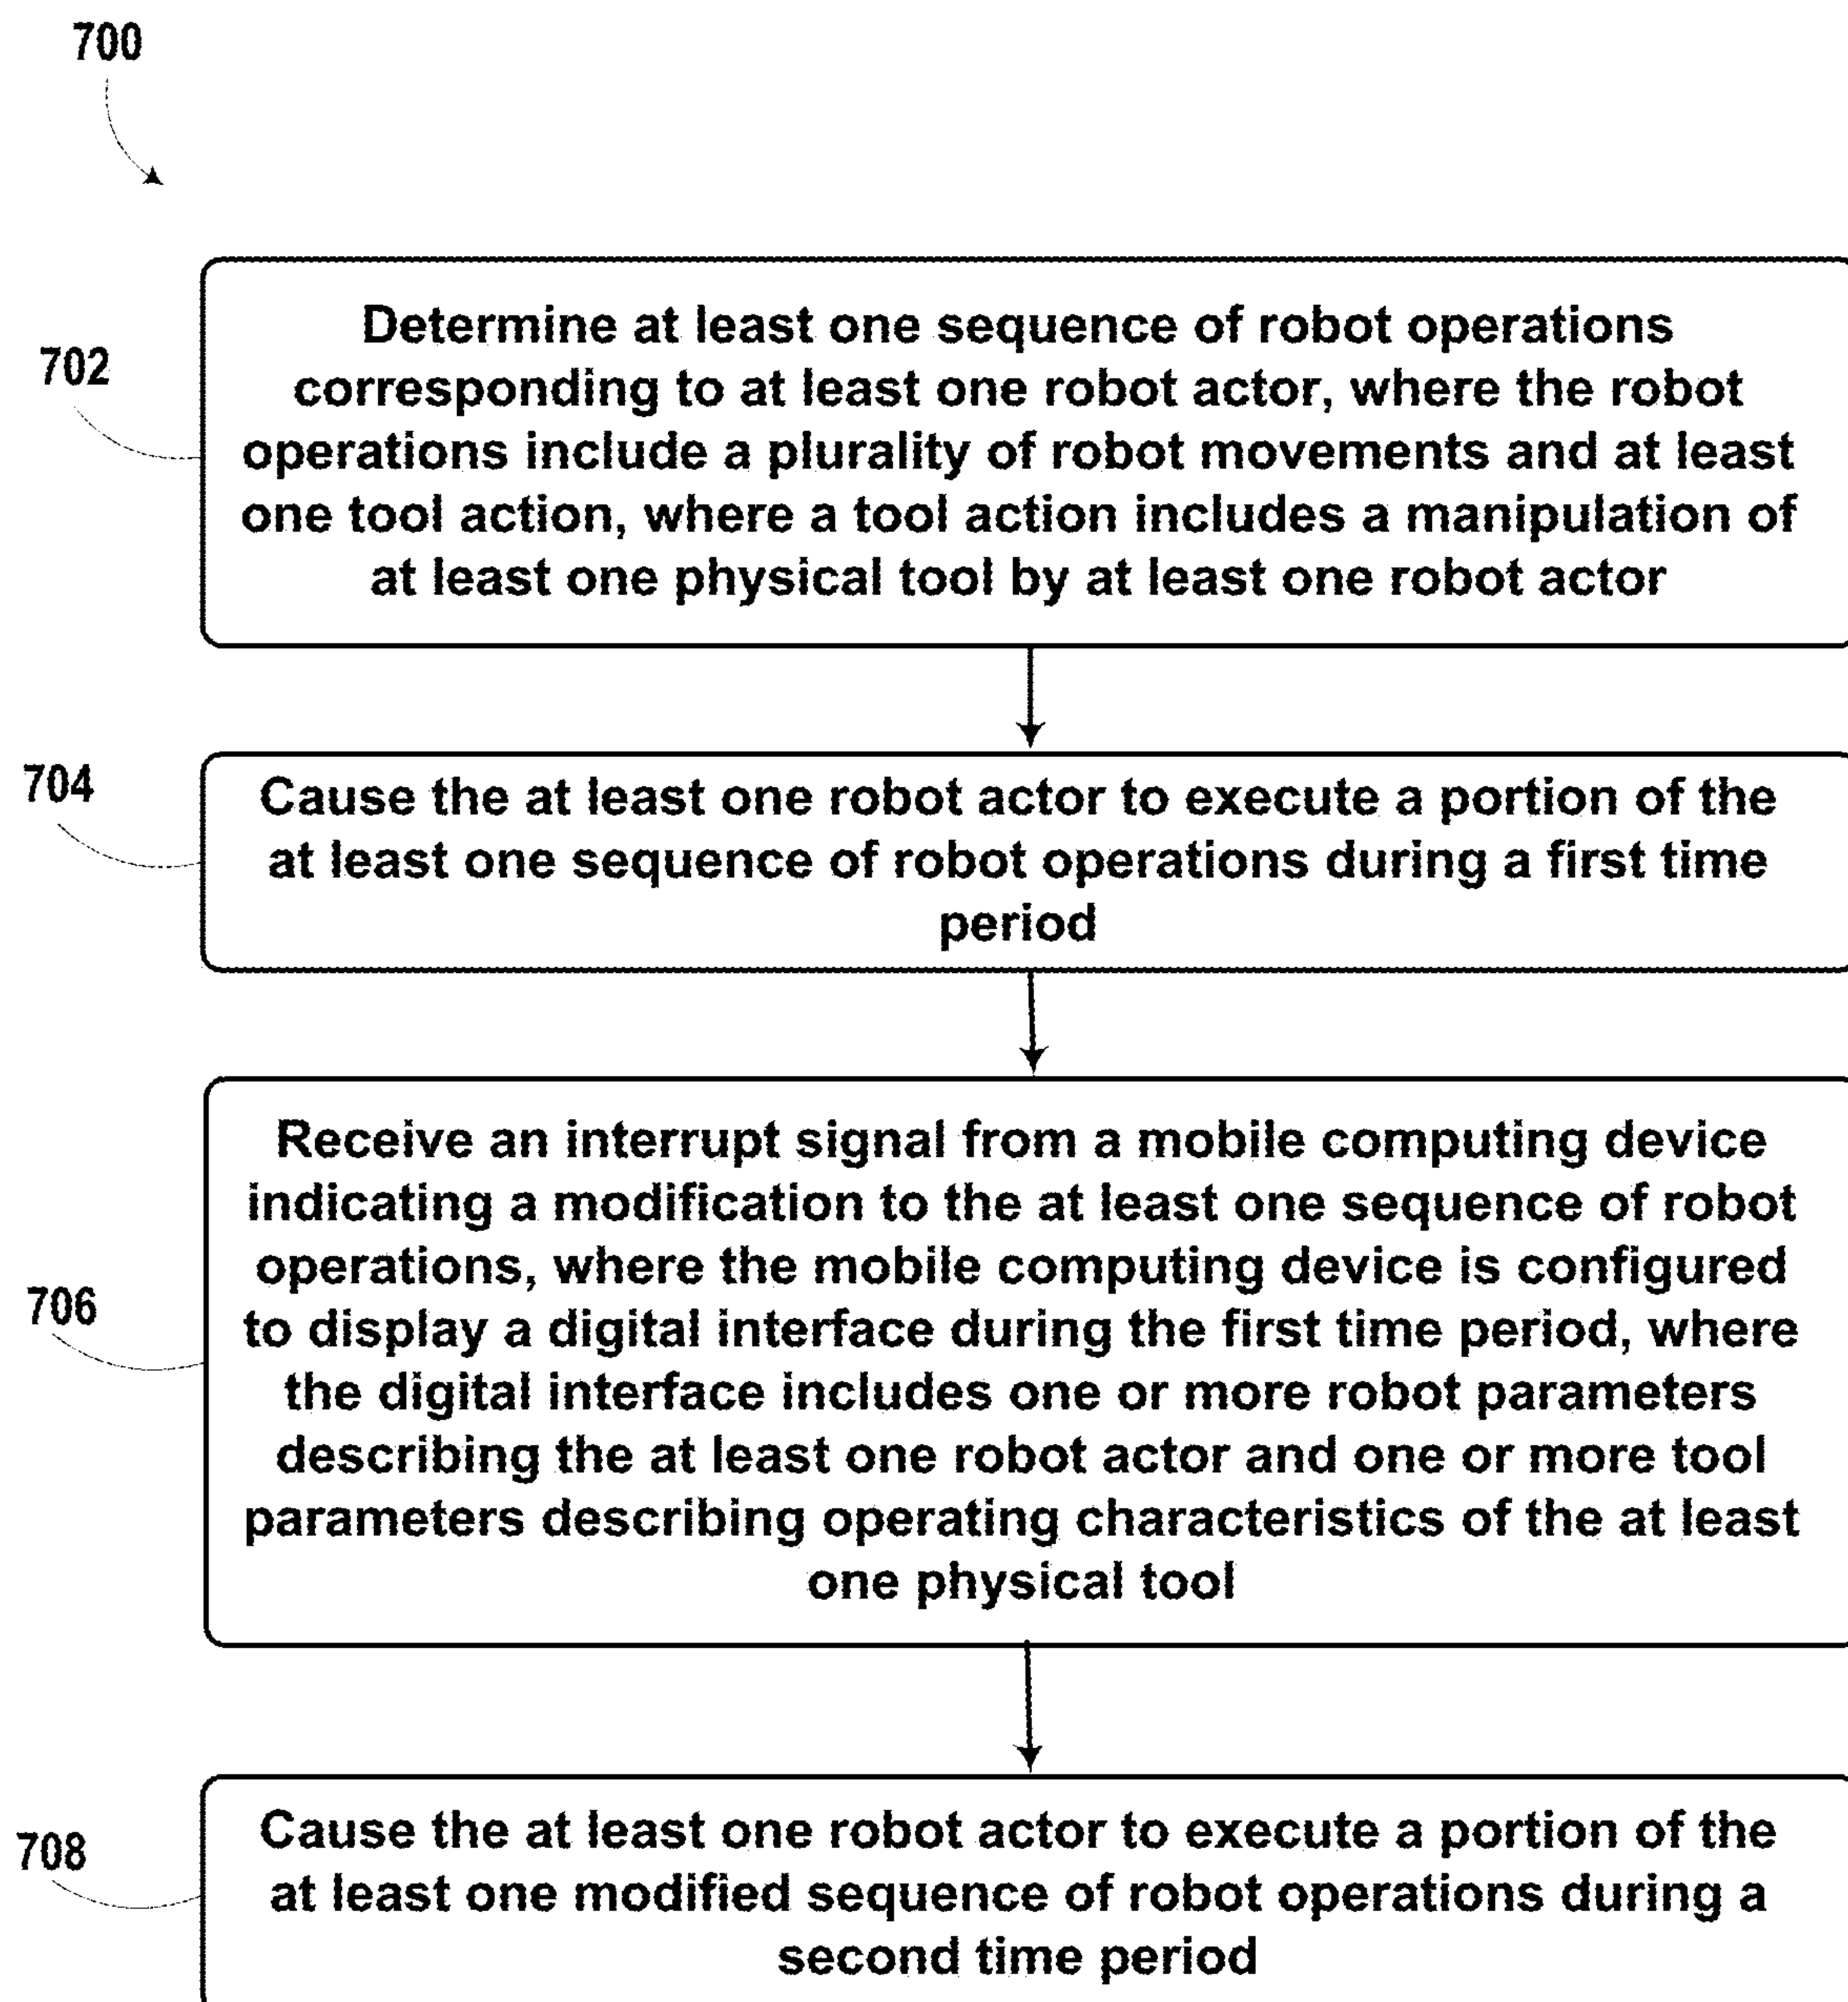 700
702
Determine at least one sequence of robot operations
corresponding to at least one robot actor, where the robot
operations include a plurality of robot movements and at least
one tool action, where a tool action includes a manipulation of
at least one physical tool by at least one robot actor
704
Cause the at least one robot actor to execute a portion of the
at least one sequence of robot operations during a first time
period
706
Receive an interrupt signal from a mobile computing device
indicating a modification to the at least one sequence of robot
operations, where the mobile computing device is configured
to display a digital interface during the first time period, where
the digital interface includes one or more robot parameters
describing the at least one robot actor and one or more tool
parameters describing operating characteristics of the at least
one physical tool
708
Cause the at least one robot actor to execute a portion of the
at least one modified sequence of robot operations during a
second time period